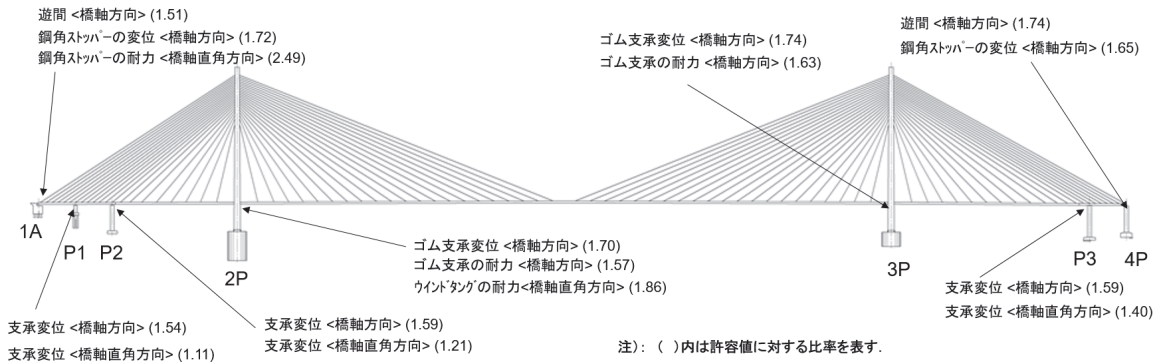 遊間 <橋軸方向> (1.51)
鋼角ストッパーの変位 <橋軸方向> (1.72)
鋼角ストッパーの耐力 <橋軸直角方向> (2.49)
ゴム支承変位 <橋軸方向> (1.74)
ゴム支承の耐力 <橋軸方向> (1.63)
遊間 <橋軸方向> (1.74)
鋼角ストッパーの変位 <橋軸方向> (1.65)
1A
P1
P2
2P
3P
P3
4P
ゴム支承変位 <橋軸方向> (1.70)
ゴム支承の耐力 <橋軸方向> (1.57)
ウインドタングの耐力<橋軸直角方向> (1.86)
支承変位 <橋軸方向> (1.54)
支承変位 <橋軸直角方向> (1.11)
支承変位 <橋軸方向> (1.59)
支承変位 <橋軸直角方向> (1.21)
支承変位 <橋軸方向> (1.59)
支承変位 <橋軸直角方向> (1.40)
注）： （ ）内は許容値に対する比率を表す.